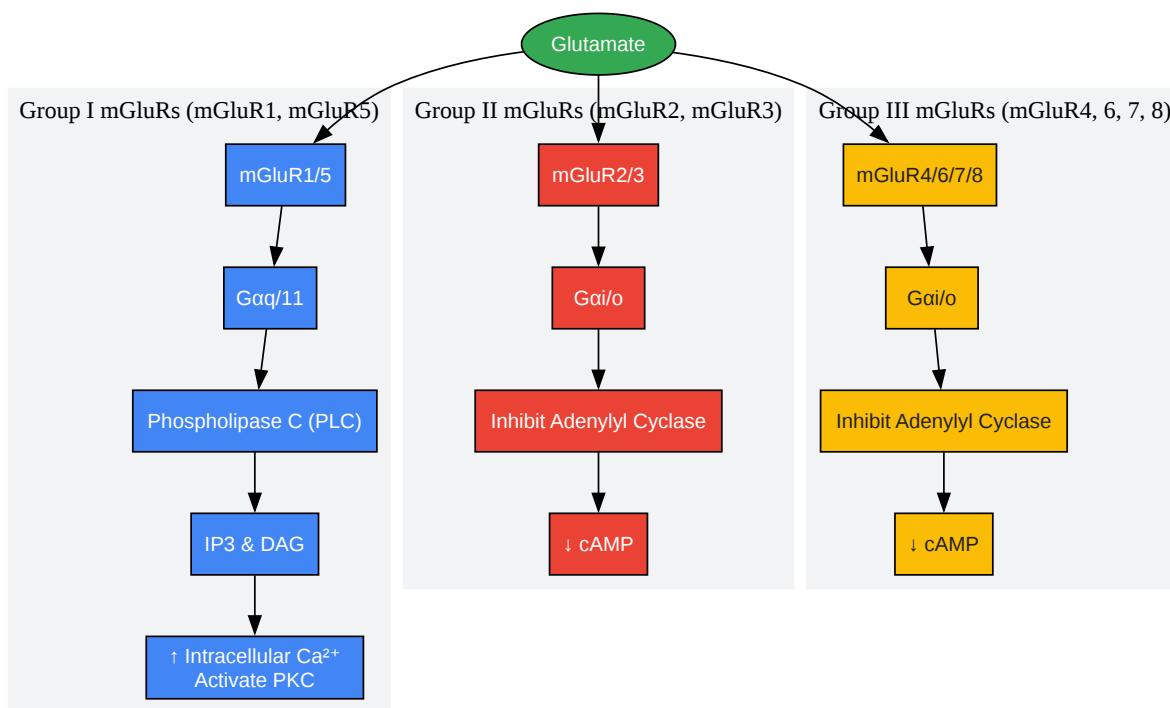 Glutamate
Group I mGluRs (mGluR1, mGluR5)
mGluR1/5
Gαq/11
Phospholipase C (PLC)
IP3 & DAG
↑ Intracellular Ca²⁺
Activate PKC
Group II mGluRs (mGluR2, mGluR3)
mGluR2/3
Gαi/o
Inhibit Adenylyl Cyclase
↓ cAMP
Group III mGluRs (mGluR4, 6, 7, 8)
mGluR4/6/7/8
Gαi/o
Inhibit Adenylyl Cyclase
↓ cAMP